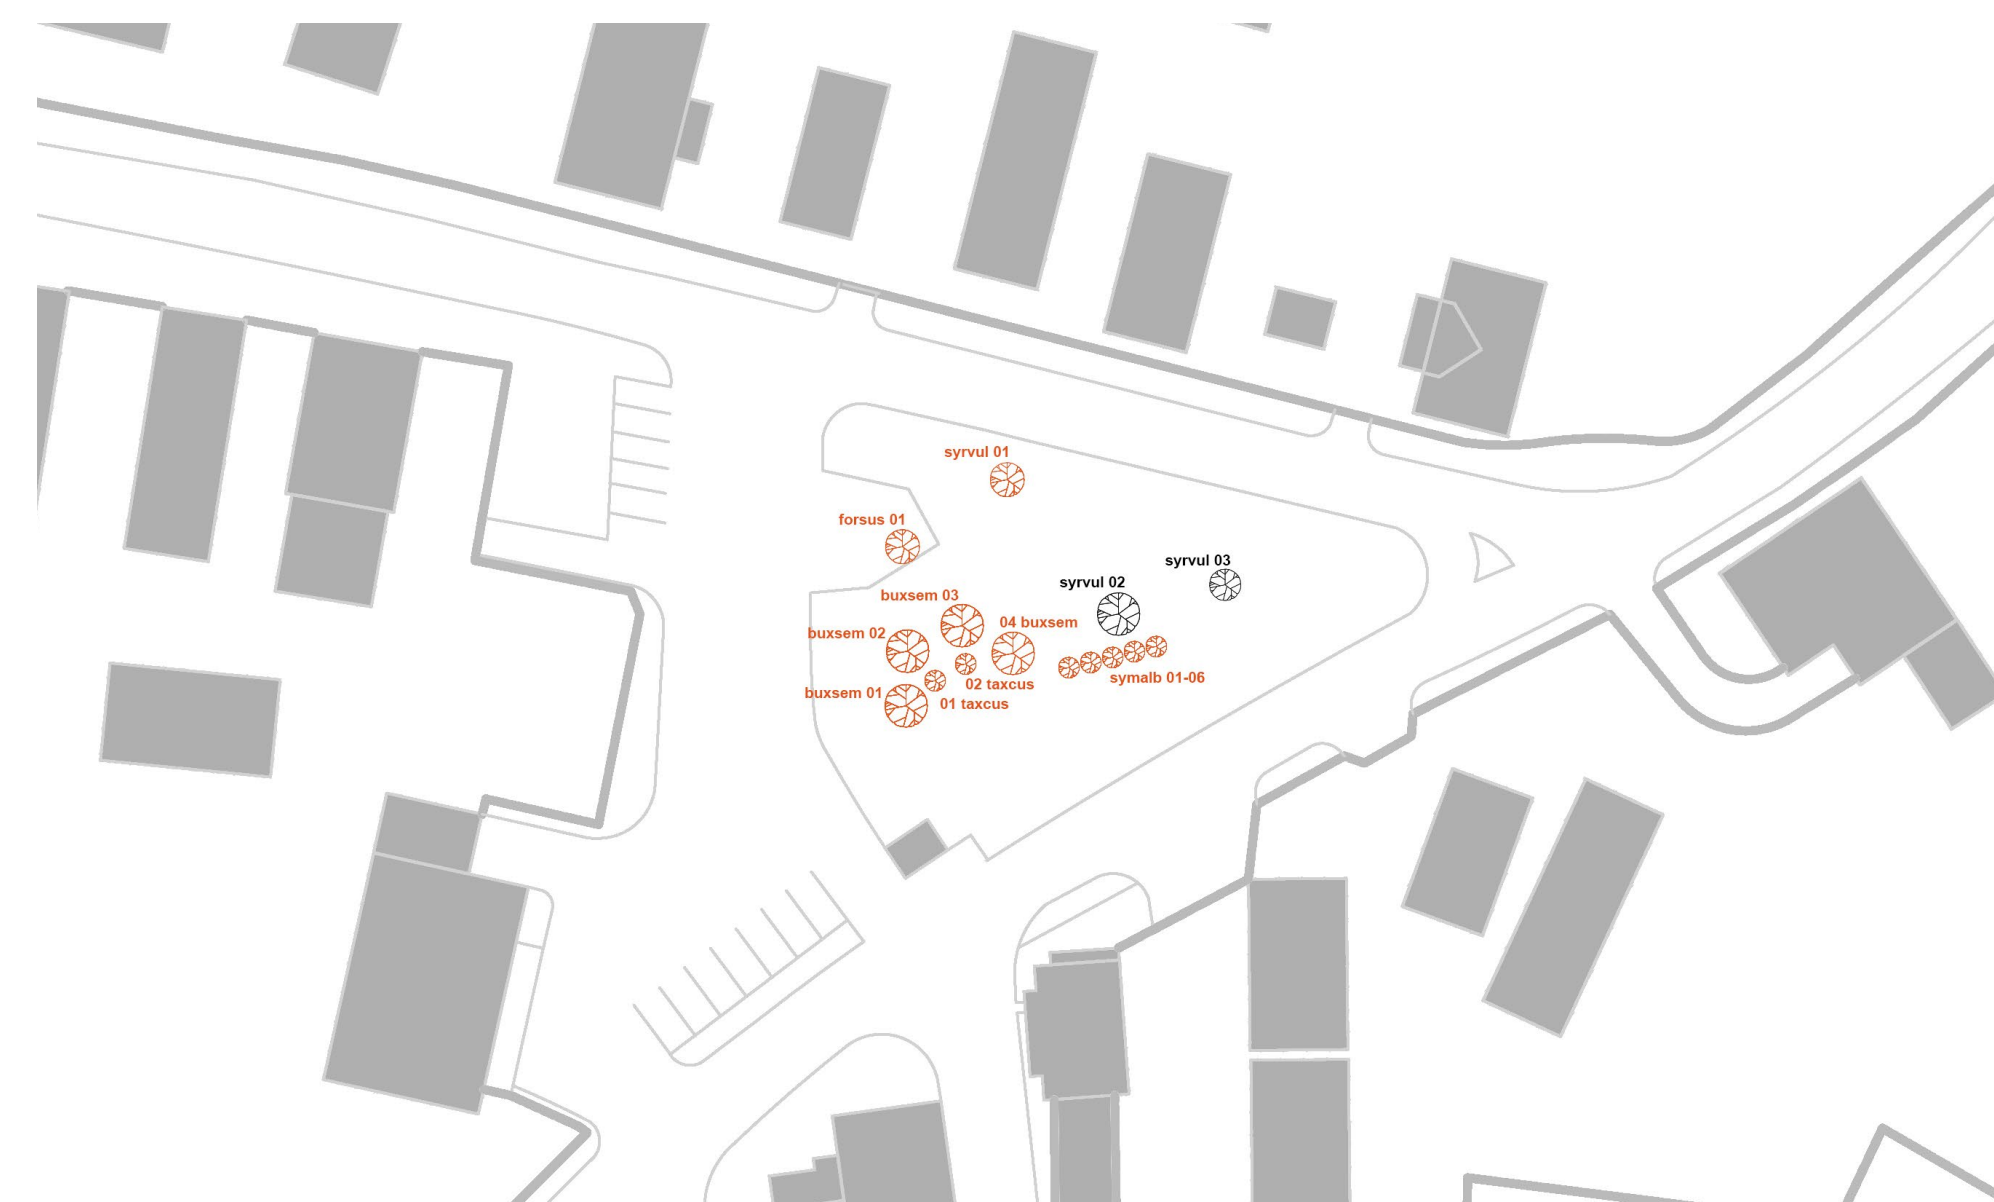 syrvul 01
forsus 01
syrvul 03
syrvul 02
buxsem 03
04 buxsem
buxsem 02
symalb 01-06
02 taxcus
buxsem 01
01 taxcus